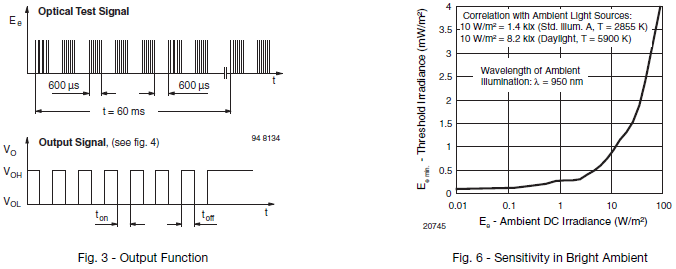 Optical Test Signal
Ee
600 µs
600 µs
t
t = 60 ms
Output Signal, (see fig. 4)
94 8134
VO
VOH
VOL
ton
toff
t
Fig. 3 - Output Function
Ee min. - Threshold Irradiance (mW/m²)
4
3.5
3
2.5
2
1.5
1
0.5
0
Correlation with Ambient Light Sources:
10 W/m² = 1.4 klx (Std. Illum. A, T = 2855 K)
10 W/m² = 8.2 klx (Daylight, T = 5900 K)
Wavelength of Ambient
Illumination: λ = 950 nm
0.01 0.1 1 10 100
20745
Ee - Ambient DC Irradiance (W/m²)
Fig. 6 - Sensitivity in Bright Ambient